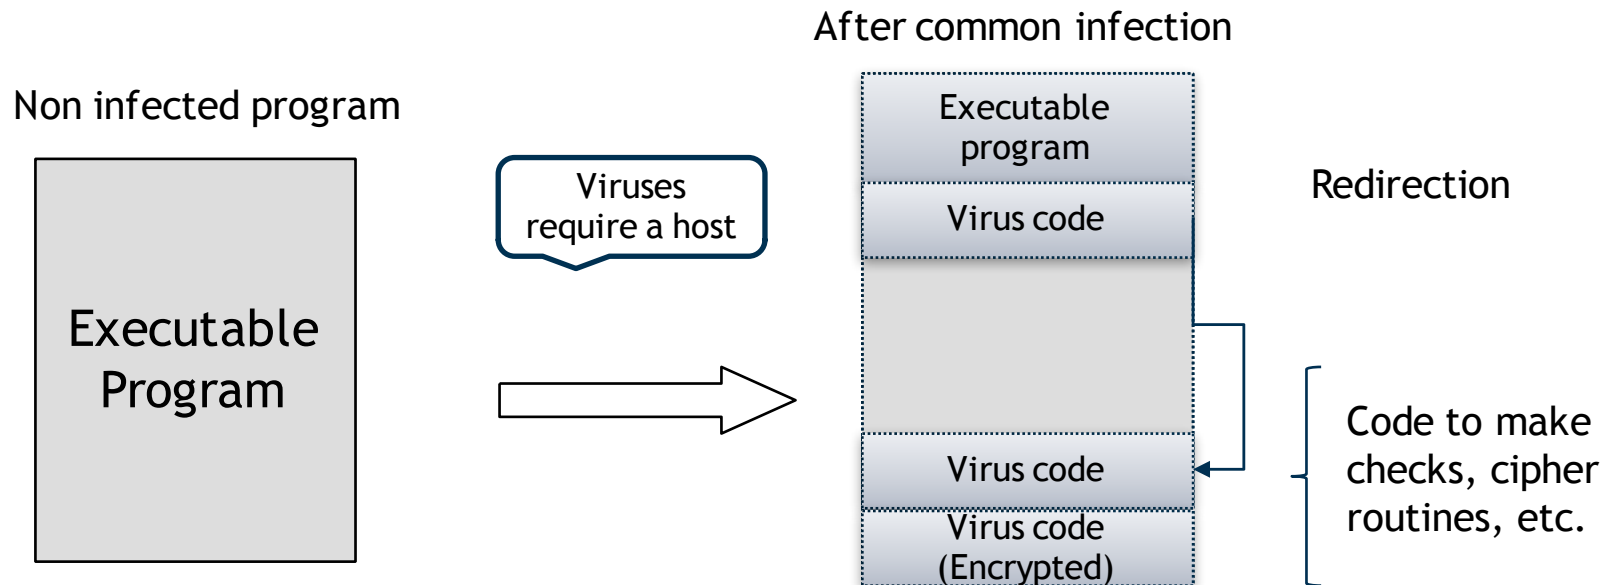 After common infection
Non infected program
Executable
Program
Viruses
require a host
Executable
program
Virus code
Redirection
Virus code
Virus code
(Encrypted)
Code to make
checks, cipher
routines, etc.